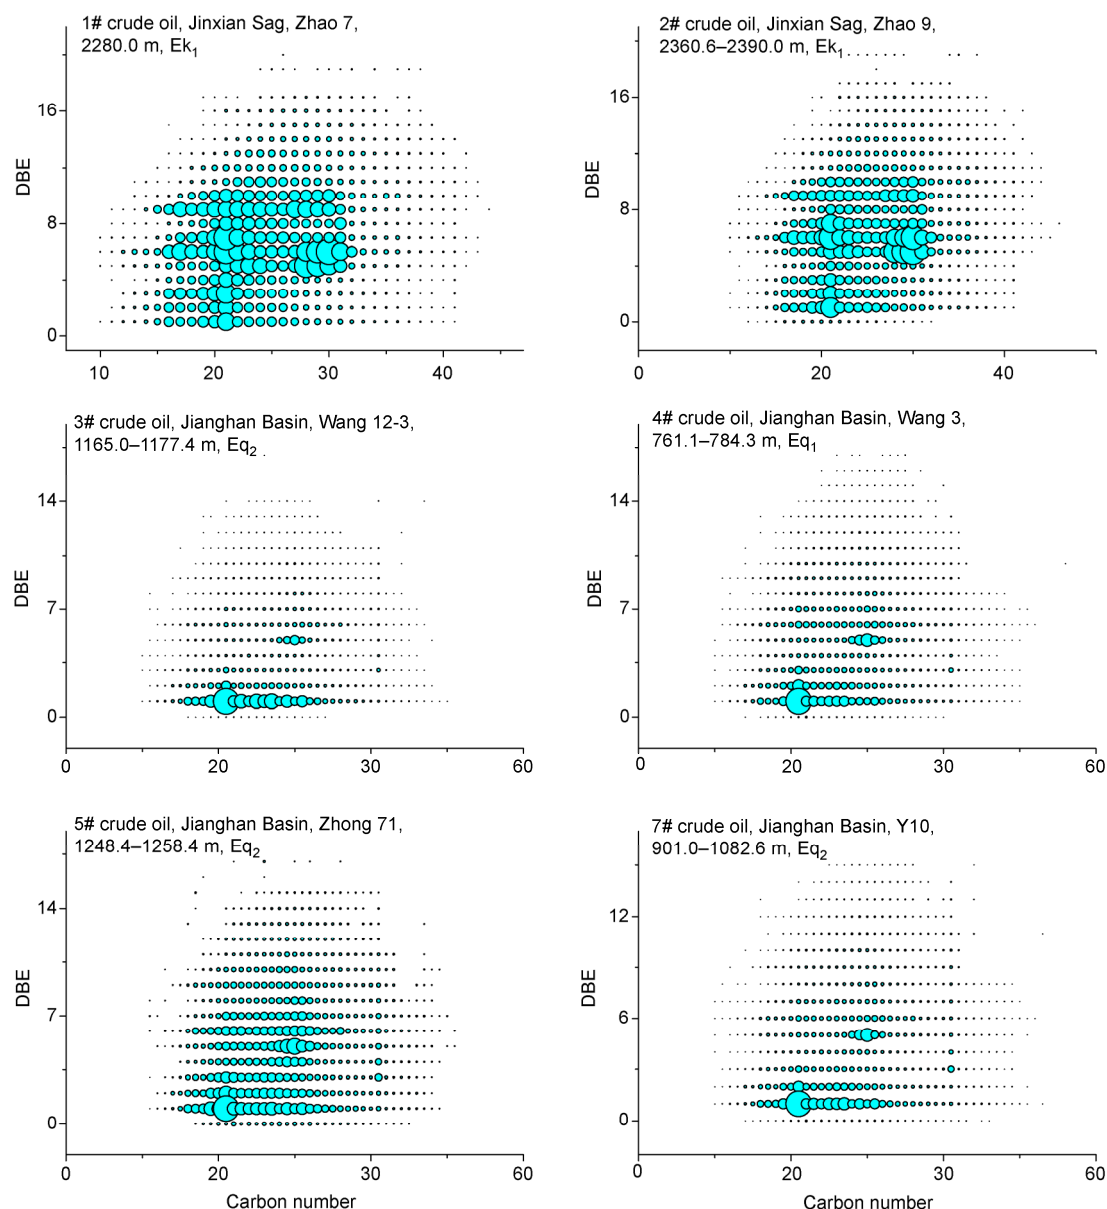 1# crude oil, Jinxian Sag, Zhao 7,
2280.0 m, Ek1
DBE
16
8
0
10 20 30 40
2# crude oil, Jinxian Sag, Zhao 9,
2360.6–2390.0 m, Ek1
DBE
16
8
0
0 20 40
3# crude oil, Jianghan Basin, Wang 12-3,
1165.0–1177.4 m, Eq2
DBE
14
7
0
0 20 30 60
4# crude oil, Jianghan Basin, Wang 3,
761.1–784.3 m, Eq1
DBE
14
7
0
0 20 30 60
5# crude oil, Jianghan Basin, Zhong 71,
1248.4–1258.4 m, Eq2
DBE
14
7
0
0 20 30 60
Carbon number
7# crude oil, Jianghan Basin, Y10,
901.0–1082.6 m, Eq2
DBE
12
6
0
0 20 30 60
Carbon number